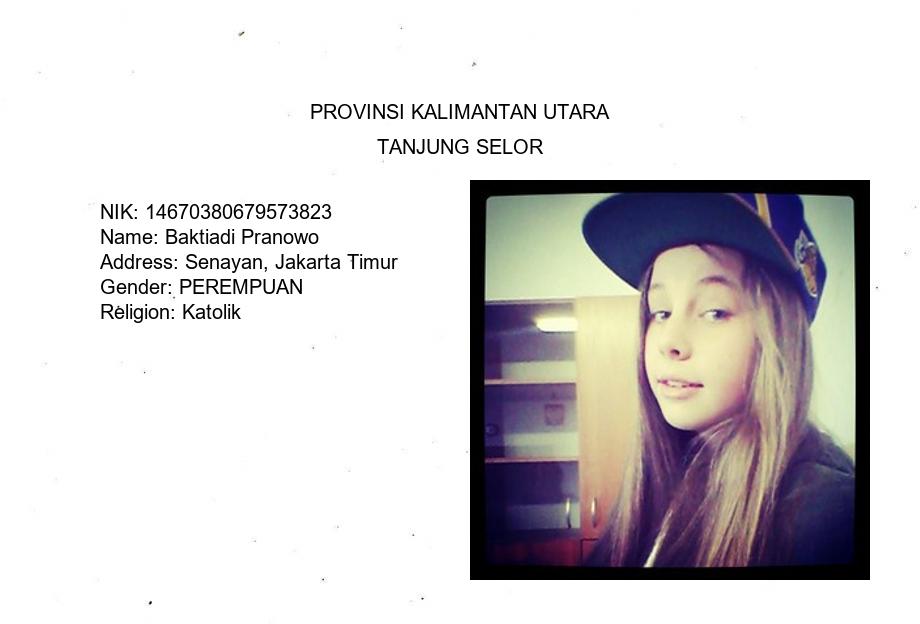 PROVINSI KALIMANTAN UTARA
TANJUNG SELOR
NIK: 14670380679573823
Name: Baktiadi Pranowo
Address: Senayan, Jakarta Timur
Gender: PEREMPUAN
Religion: Katolik